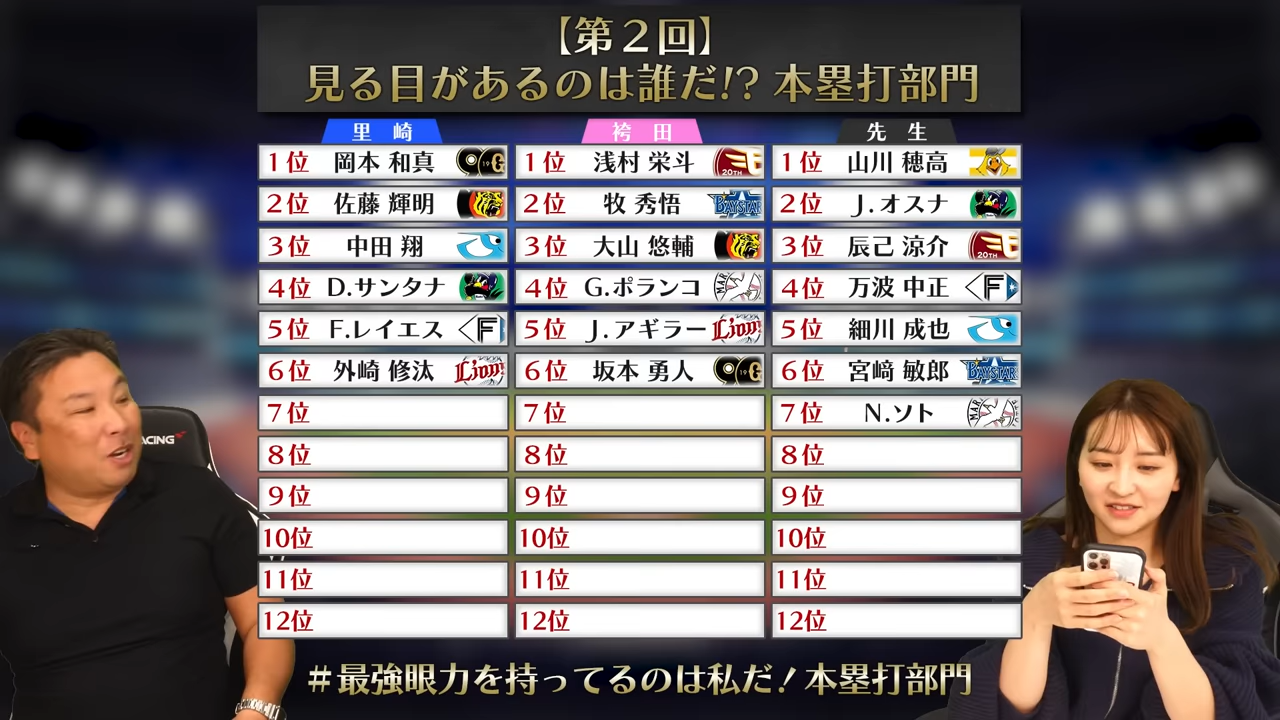 【第2回】
見る目があるのは誰だ!? 本塁打部門
里崎 袴田 先生
1位 岡本 和真 1位 浅村 栄斗 20TH 1位 山川 穂高
2位 佐藤 輝明 2位 牧 秀悟 BAYSTAR 2位 J.オスナ
3位 中田 翔 3位 大山 悠輔 3位 辰己 涼介 20TH
4位 D.サンタナ 4位 G.ポランコ MAR 4位 万波 中正 F
5位 F.レイエス F 5位 J.アギラー Lions 5位 細川 成也
6位 外崎 修汰 Lions 6位 坂本 勇人 6位 宮﨑 敏郎 BAYSTAR
7位 7位 7位 N.ソト MAR
8位 8位 8位
9位 9位 9位
10位 10位 10位
11位 11位 11位
12位 12位 12位
ACING
#最強眼力を持ってるのは私だ!本塁打部門